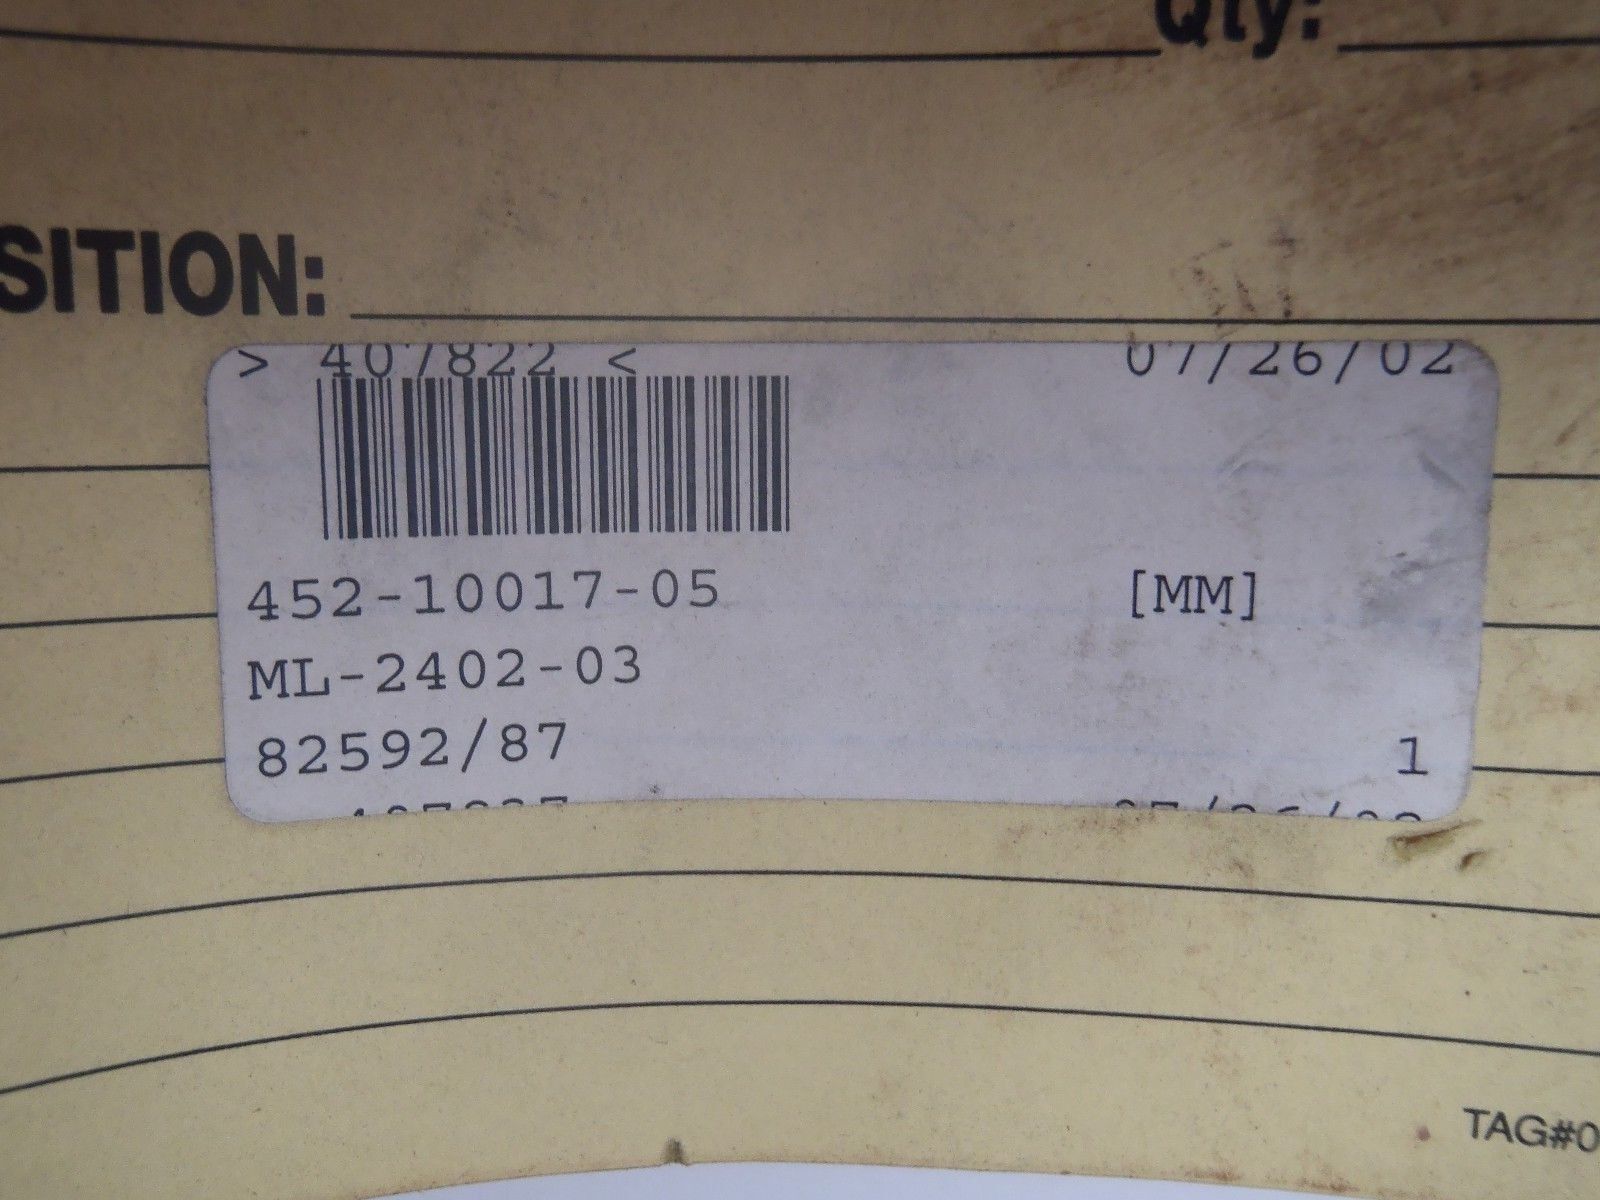 Qty:
SITION:
> 407822 < 07/26/02
452-10017-05 [MM]
ML-2402-03
82592/87 1
TAG#0